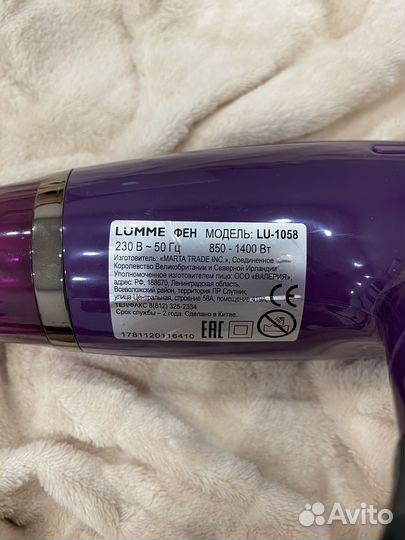 LUMME ФЕН МОДЕЛЬ: LU-1058
230 В ~ 50 Гц 850 - 1400 Вт
Изготовитель: «MARTA TRADE INC.», Соединенное
Королевство Великобритании и Северной Ирландии
Уполномоченное изготовителем лицо: ООО «ВАЛЕРИЯ»,
адрес: РФ, 188670, Ленинградская область,
Всеволожский район, территория ПР Спутник,
улица Центральная, строение 58А, помещение
ТЕЛ/ФАКС 8(812) 325-2334
Срок службы – 2 года. Сделано в Китае.
1781120116410
EAC
Avito